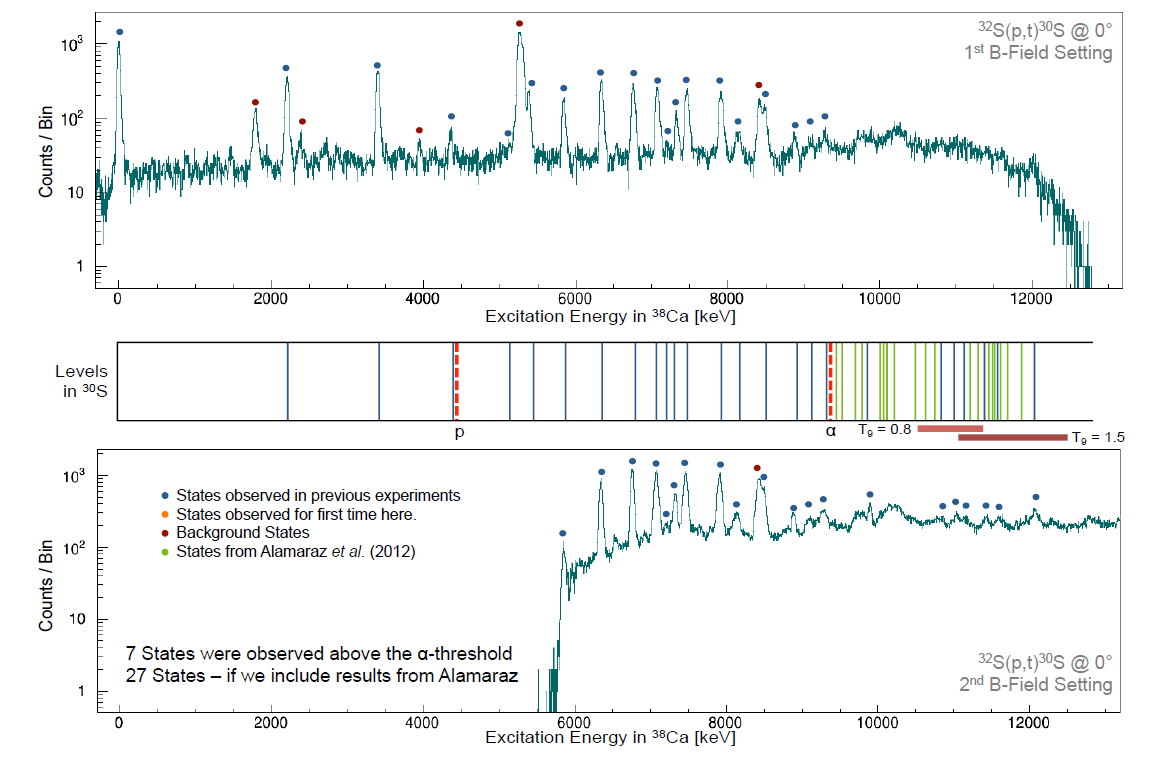 ³²S(p,t)³⁰S @ 0°
1ˢᵗ B-Field Setting
Counts / Bin
10³
10²
10
1
0 2000 4000 6000 8000 10000 12000
Excitation Energy in ³⁸Ca [keV]
Levels
in ³⁰S
p
α
T₉ = 0.8
T₉ = 1.5
Counts / Bin
10³
10²
10
1
States observed in previous experiments
States observed for first time here.
Background States
States from Alamaraz et al. (2012)
7 States were observed above the α-threshold
27 States – if we include results from Alamaraz
³²S(p,t)³⁰S @ 0°
2ⁿᵈ B-Field Setting
0 2000 4000 6000 8000 10000 12000
Excitation Energy in ³⁸Ca [keV]